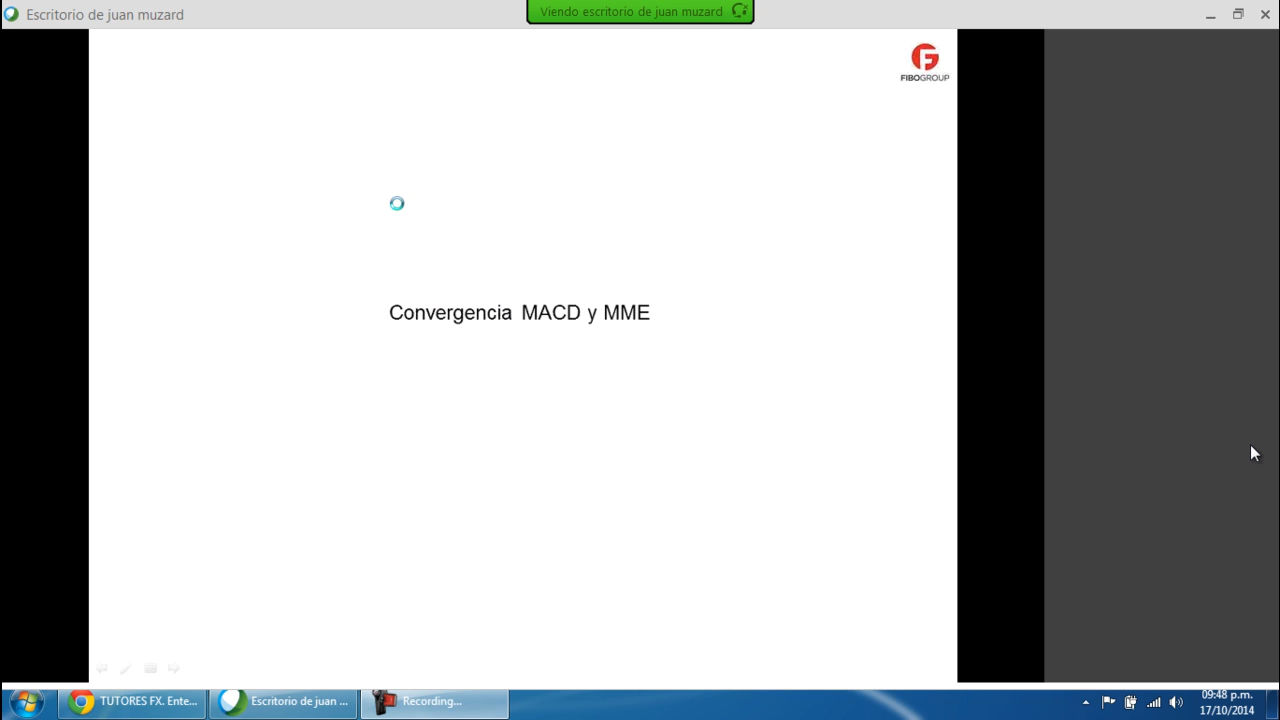 Escritorio de juan muzard
Viendo escritorio de juan muzard
FIBOGROUP
Convergencia MACD y MME
TUTORES FX. Ente...
Escritorio de juan ...
Recording...
09:48 p.m.
17/10/2014